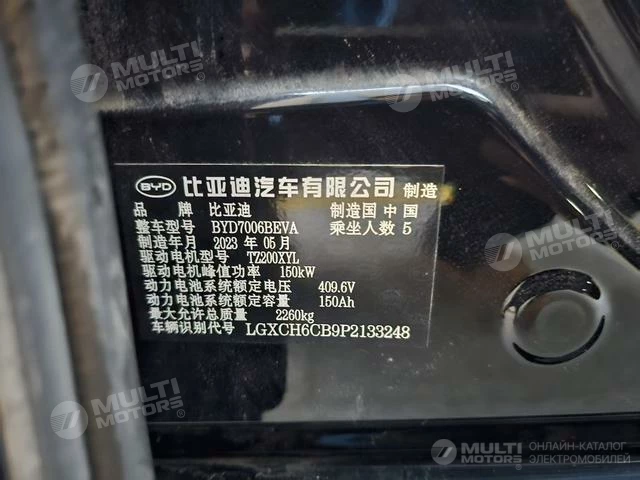 MULTI MOTORS
MULTI MOTORS
BYD 比亚迪汽车有限公司 制造
品 牌 比亚迪 制造国 中国
整车型号 BYD7006BEVA 乘坐人数 5
制造年月 2023 年 05 月
驱动电机型号 TZ200XYL
驱动电机峰值功率 150kW
动力电池系统额定电压 409.6V
动力电池系统额定容量 150Ah
最大允许总质量 2260kg
车辆识别代号 LGXCH6CB9P2133248
MULTI MOTORS
MULTI MOTORS
MULTI MOTORS ОНЛАЙН-КАТАЛОГ ЭЛЕКТРОМОБИЛЕЙ